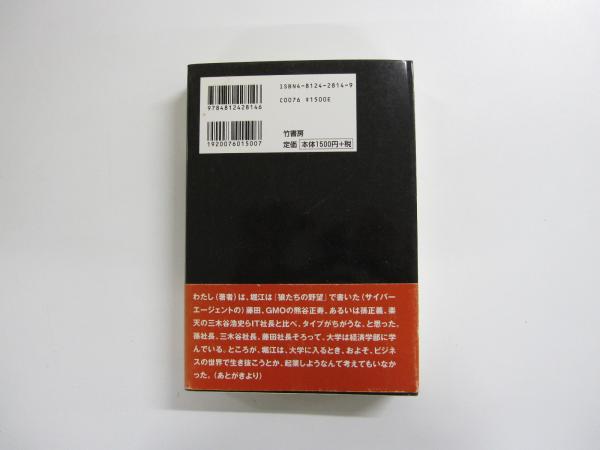 ISBN4-8124-2814-9
C0076 ¥1500E
9784812428146
竹書房
定価 本体1500円+税
1920076015007
わたし(著者)は、堀江は『狼たちの野望』で書いた(サイバー
エージェントの)藤田、GMOの熊谷正寿、あるいは孫正義、楽
天の三木谷浩史らIT社長と比べ、タイプがちがうな、と思った。
孫社長、三木谷社長、藤田社長そろって、大学は経済学部に学
んでいる。ところが、堀江は、大学に入るとき、およそ、ビジネ
スの世界で生き抜こうとか、起業しようなんて考えてもいなか
った。(あとがきより)